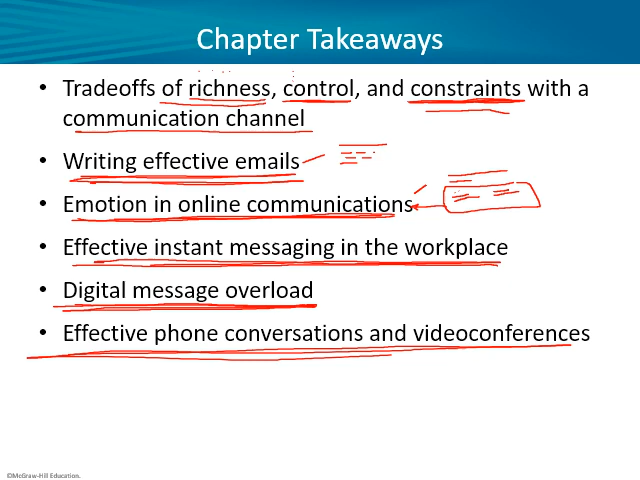 Chapter Takeaways
• Tradeoffs of richness, control, and constraints with a
communication channel
• Writing effective emails
• Emotion in online communications
• Effective instant messaging in the workplace
• Digital message overload
• Effective phone conversations and videoconferences
©McGraw-Hill Education.